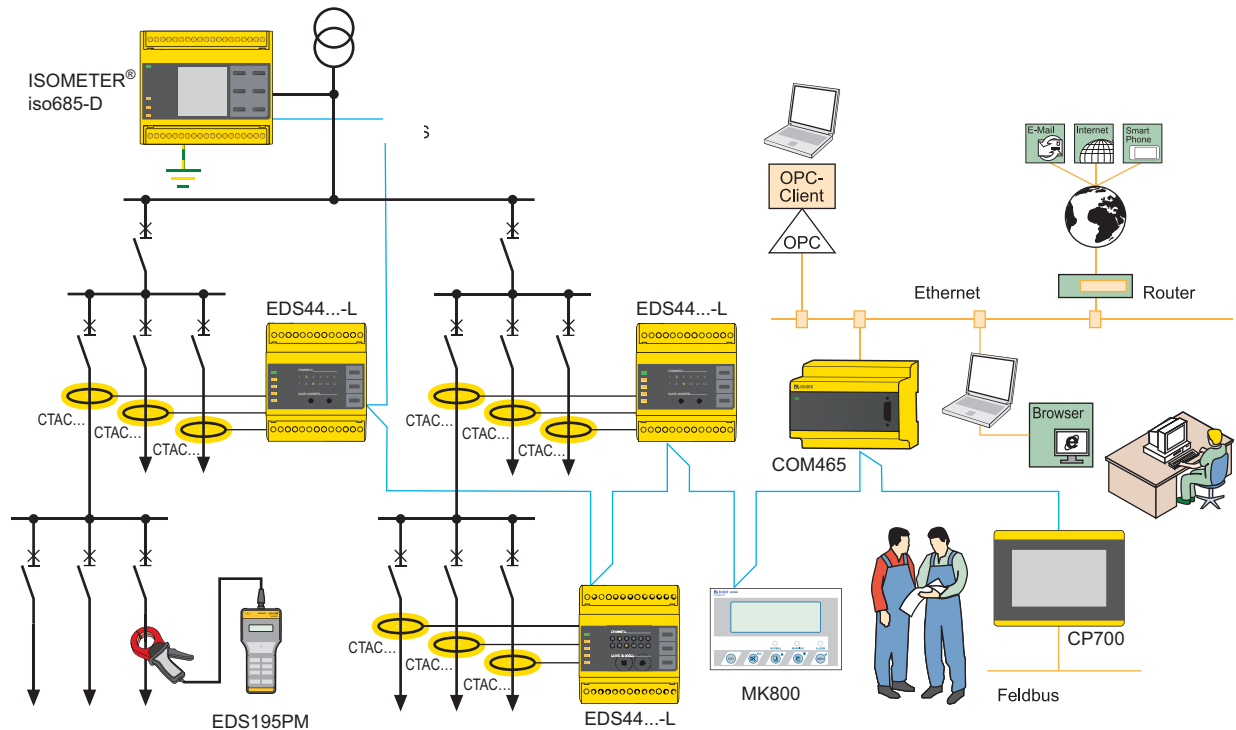 ISOMETER®
iso685-D
s
E-Mail
Internet
Smart
Phone
OPC-
Client
OPC
Ethernet
Router
EDS44...-L
EDS44...-L
CTAC...
CTAC...
CTAC...
CTAC...
CTAC...
CTAC...
BENDER
COM465
Browser
CTAC...
CTAC...
CTAC...
CP700
MK800
Feldbus
EDS195PM
EDS44...-L